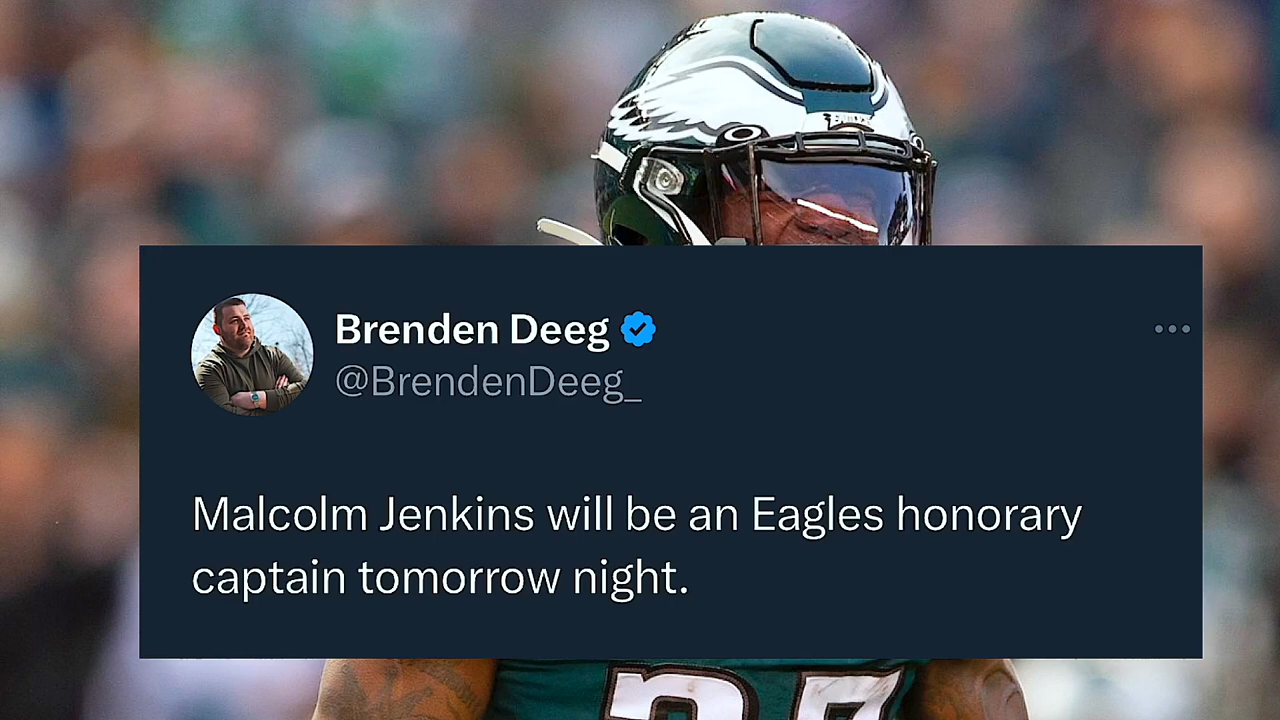 Brenden Deeg
@BrendenDeeg_
Malcolm Jenkins will be an Eagles honorary
captain tomorrow night.